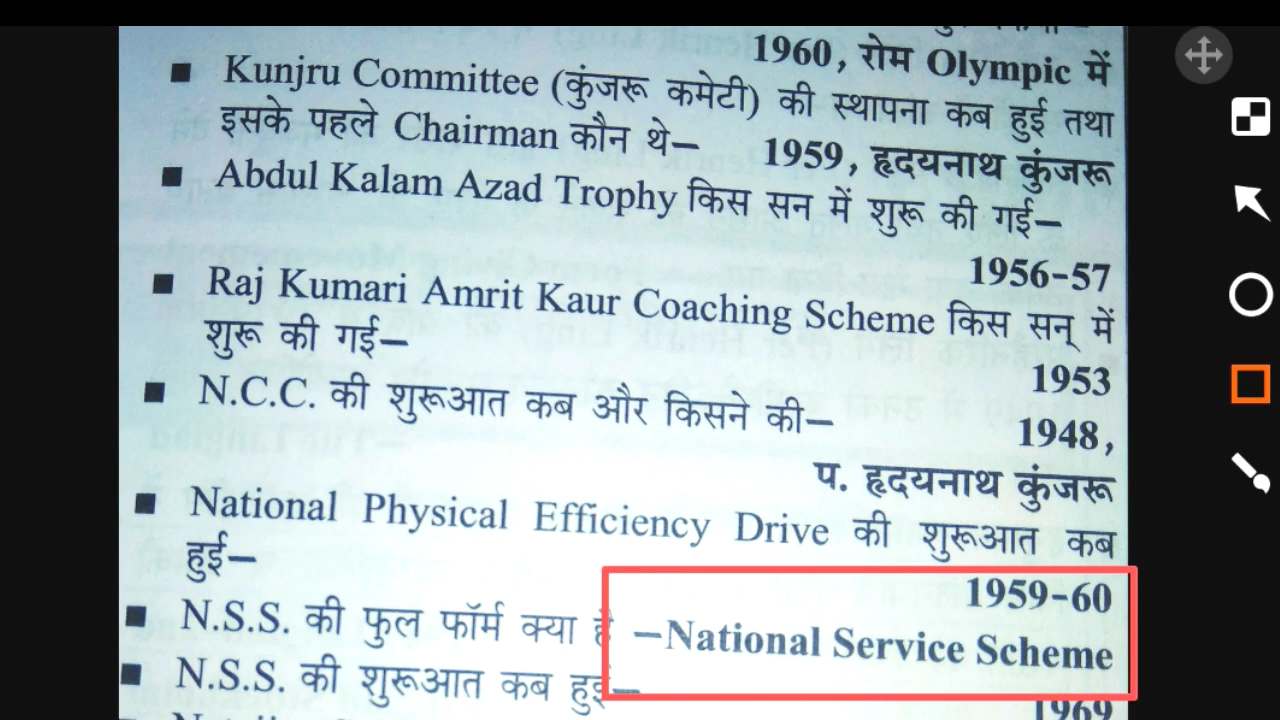 1960, रोम Olympic में
■ Kunjru Committee (कुंजरू कमेटी) की स्थापना कब हुई तथा
इसके पहले Chairman कौन थे— 1959, हृदयनाथ कुंजरू
■ Abdul Kalam Azad Trophy किस सन में शुरू की गई—
1956-57
■ Raj Kumari Amrit Kaur Coaching Scheme किस सन् में
शुरू की गई—
1953
■ N.C.C. की शुरूआत कब और किसने की—
1948,
प. हृदयनाथ कुंजरू
■ National Physical Efficiency Drive की शुरूआत कब
हुई—
1959-60
■ N.S.S. की फुल फॉर्म क्या है —National Service Scheme
■ N.S.S. की शुरूआत कब हुई—
1969